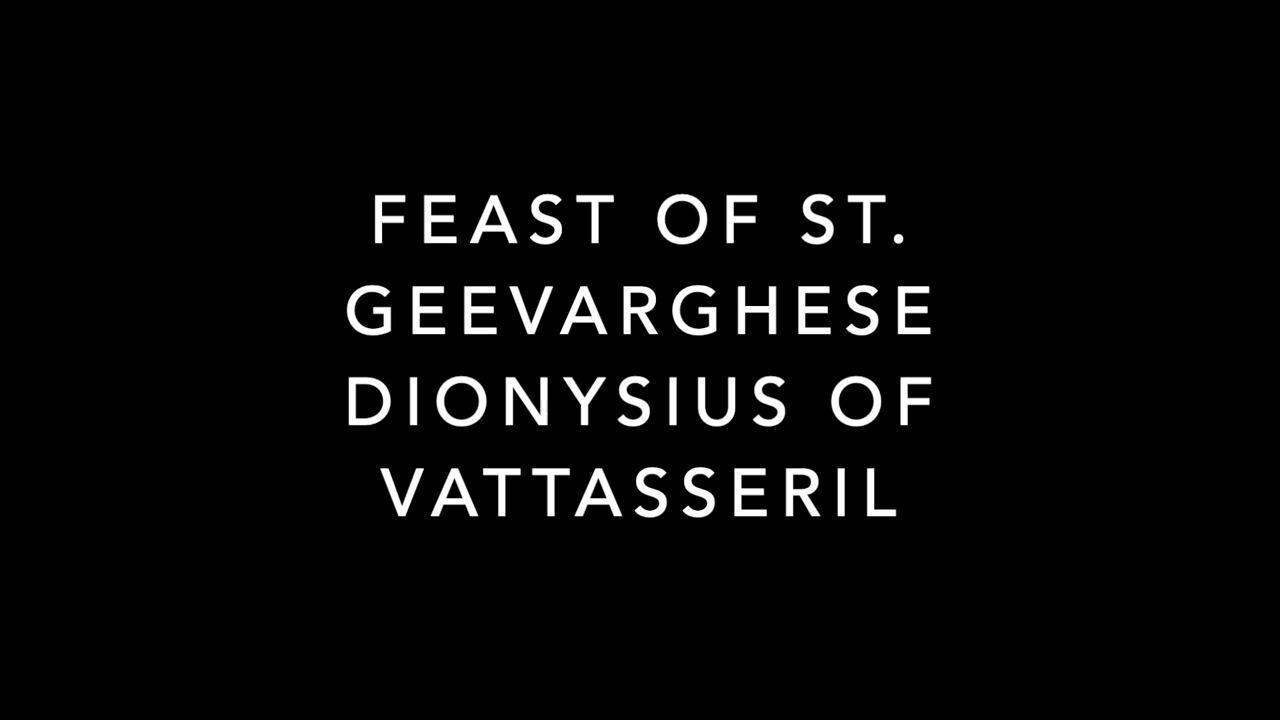 FEAST OF ST.
GEEVARGHESE
DIONYSIUS OF
VATTASSERIL